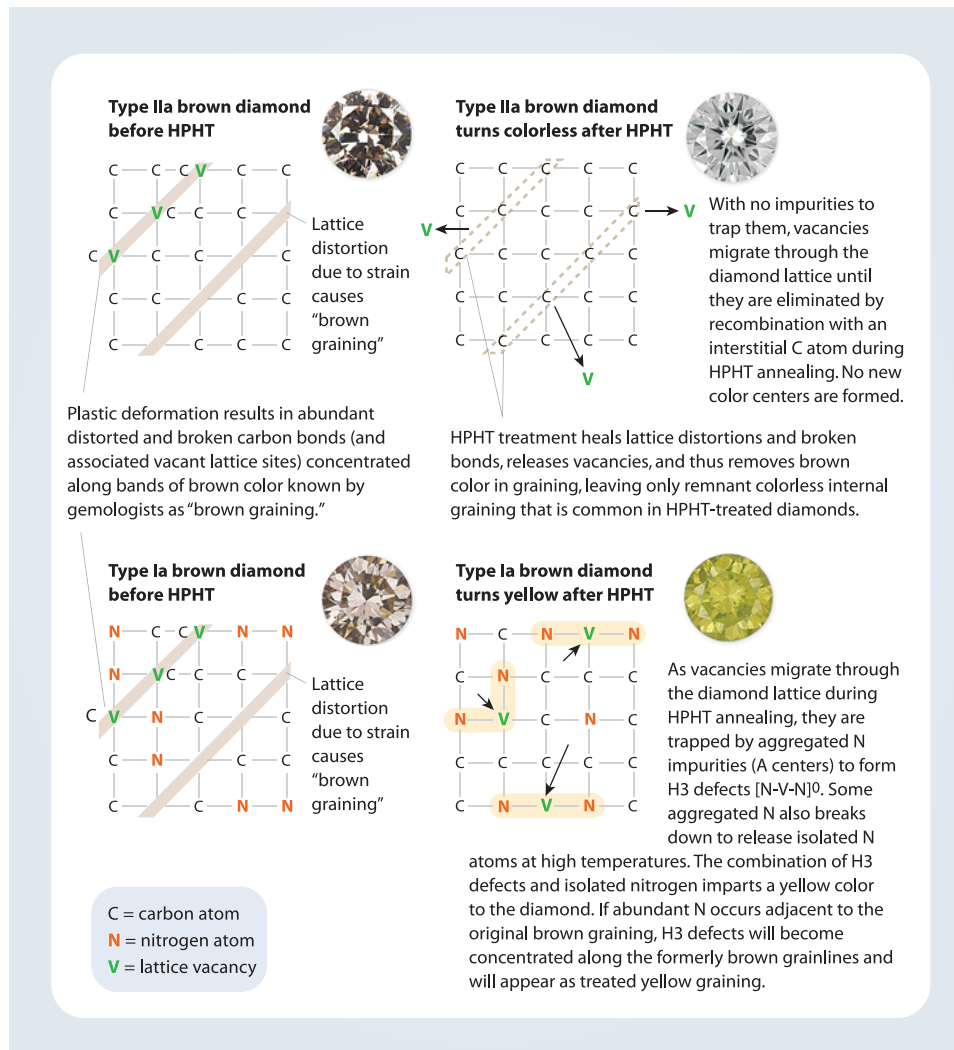 Type IIa brown diamond
before HPHT
C C C V C C
C V C C C C
C V C C C
C C C C C
C C C C C
Lattice
distortion
due to strain
causes
“brown
graining”
Type IIa brown diamond
turns colorless after HPHT
C C C C C
C C C C C
V
V
C C C C C
C C C C C
C C C C C
V
With no impurities to
trap them, vacancies
migrate through the
diamond lattice until
they are eliminated by
recombination with an
interstitial C atom during
HPHT annealing. No new
color centers are formed.
Plastic deformation results in abundant
distorted and broken carbon bonds (and
associated vacant lattice sites) concentrated
along bands of brown color known by
gemologists as “brown graining.”
HPHT treatment heals lattice distortions and broken
bonds, releases vacancies, and thus removes brown
color in graining, leaving only remnant colorless internal
graining that is common in HPHT-treated diamonds.
Type Ia brown diamond
before HPHT
N C C V N N
N V C C C C
C V N C C C
C N C C C
C C C N N
Lattice
distortion
due to strain
causes
“brown
graining”
Type Ia brown diamond
turns yellow after HPHT
N C N V N
C N C C C
N V C N C
C C C C C
C N V N C
As vacancies migrate through
the diamond lattice during
HPHT annealing, they are
trapped by aggregated N
impurities (A centers) to form
H3 defects [N-V-N]0. Some
aggregated N also breaks
down to release isolated N
atoms at high temperatures. The combination of H3
defects and isolated nitrogen imparts a yellow color
to the diamond. If abundant N occurs adjacent to the
original brown graining, H3 defects will become
concentrated along the formerly brown grainlines and
will appear as treated yellow graining.
C = carbon atom
N = nitrogen atom
V = lattice vacancy